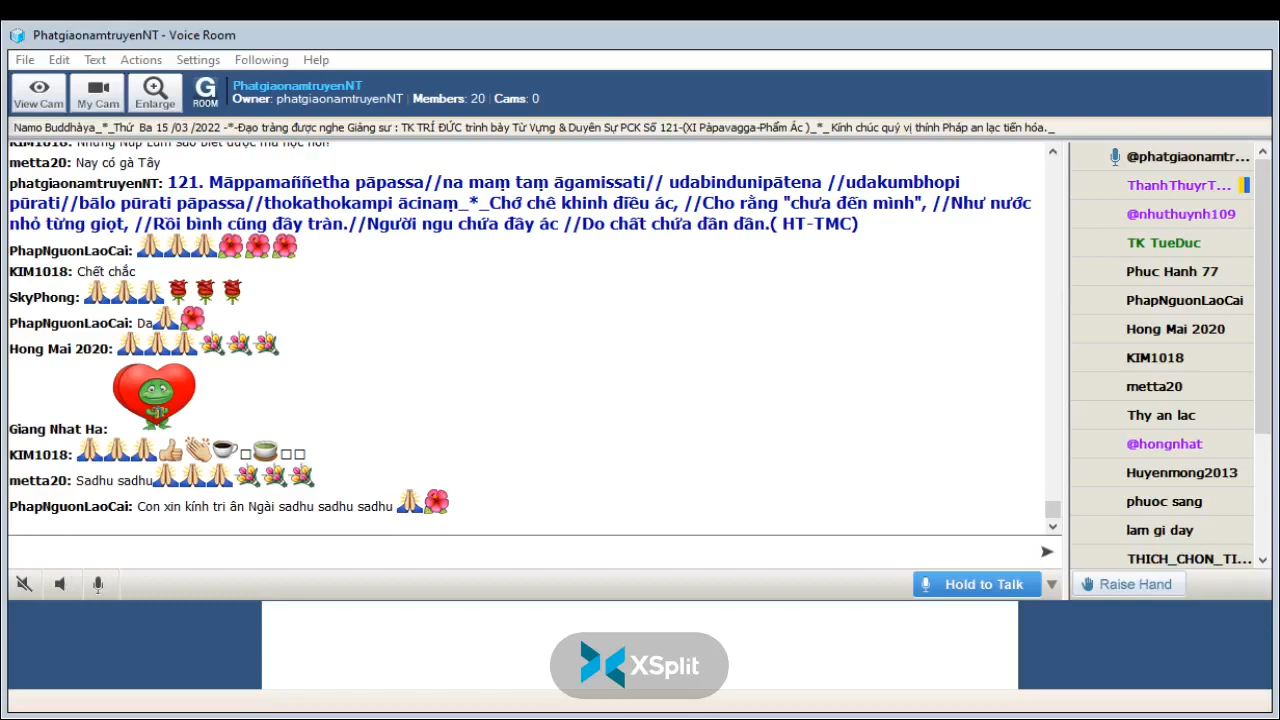 PhatgiaonamtruyenNT - Voice Room
File Edit Text Actions Settings Following Help
View Cam My Cam Enlarge G ROOM
PhatgiaonamtruyenNT
Owner: phatgiaonamtruyenNT | Members: 20 | Cams: 0
Namo Buddhàya_*_Thứ Ba 15 /03 /2022 -*-Đạo tràng được nghe Giảng sư : TK TRÍ ĐỨC trình bày Từ Vựng & Duyên Sự PCK Số 121-(XI Pàpavagga-Phẩm Ác )_*_ Kính chúc quý vị thính Pháp an lạc tiến hóa._
metta20: Nay có gà Tây
phatgiaonamtruyenNT: 121. Māppamaññetha pāpassa//na maṃ taṃ āgamissati// udabindunipātena //udakumbhopi
pūrati//bālo pūrati pāpassa//thokathokampi ācinaṃ_*_Chớ chê khinh điều ác, //Cho rằng "chưa đến mình", //Như nước
nhỏ từng giọt, //Rồi bình cũng đầy tràn.//Người ngu chứa đầy ác //Do chất chứa dần dần.( HT-TMC)
PhapNguonLaoCai:
KIM1018: Chết chắc
SkyPhong:
PhapNguonLaoCai: Da
Hong Mai 2020:
Giang Nhat Ha:
KIM1018:
metta20: Sadhu sadhu
PhapNguonLaoCai: Con xin kính tri ân Ngài sadhu sadhu sadhu
@phatgiaonamtr...
ThanhThuyrT...
@nhuthuynh109
TK TueDuc
Phuc Hanh 77
PhapNguonLaoCai
Hong Mai 2020
KIM1018
metta20
Thy an lac
@hongnhat
Huyenmong2013
phuoc sang
lam gi day
THICH_CHON_TI...
Hold to Talk
Raise Hand
XSplit